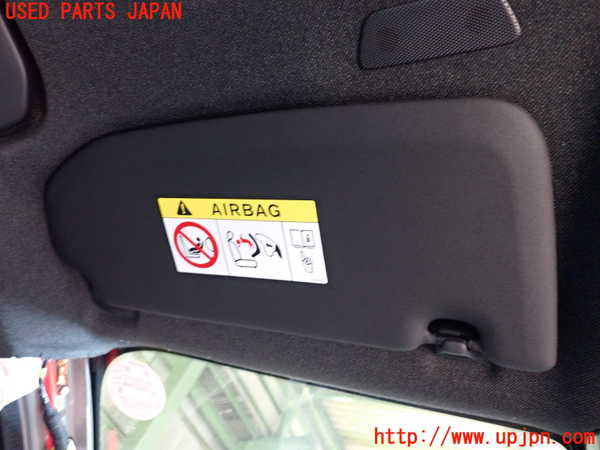 USED PARTS JAPAN
AIRBAG
http://www.upjpn.com